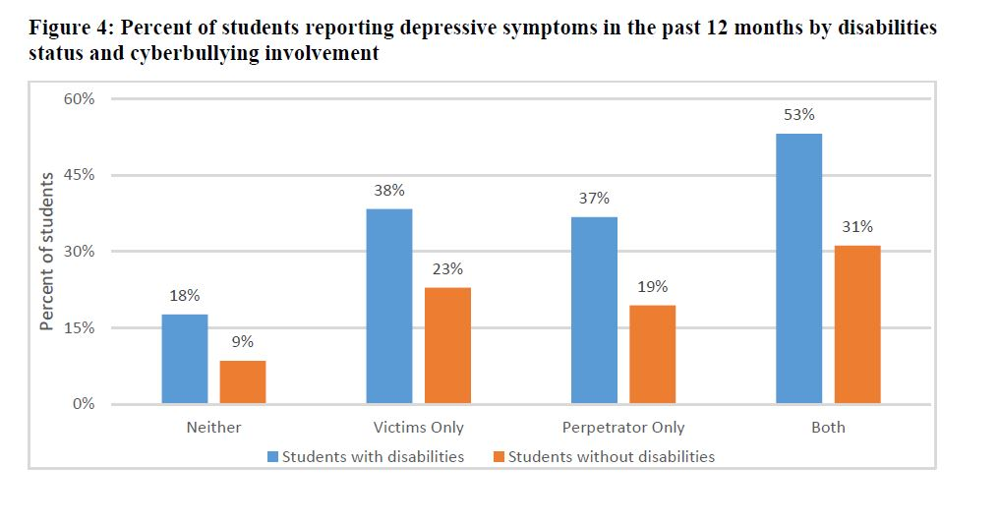 Figure 4: Percent of students reporting depressive symptoms in the past 12 months by disabilities
status and cyberbullying involvement
60%
53%
45%
38%
37%
31%
30%
23%
19%
18%
15%
9%
0%
Percent of students
Neither
Victims Only
Perpetrator Only
Both
Students with disabilities
Students without disabilities